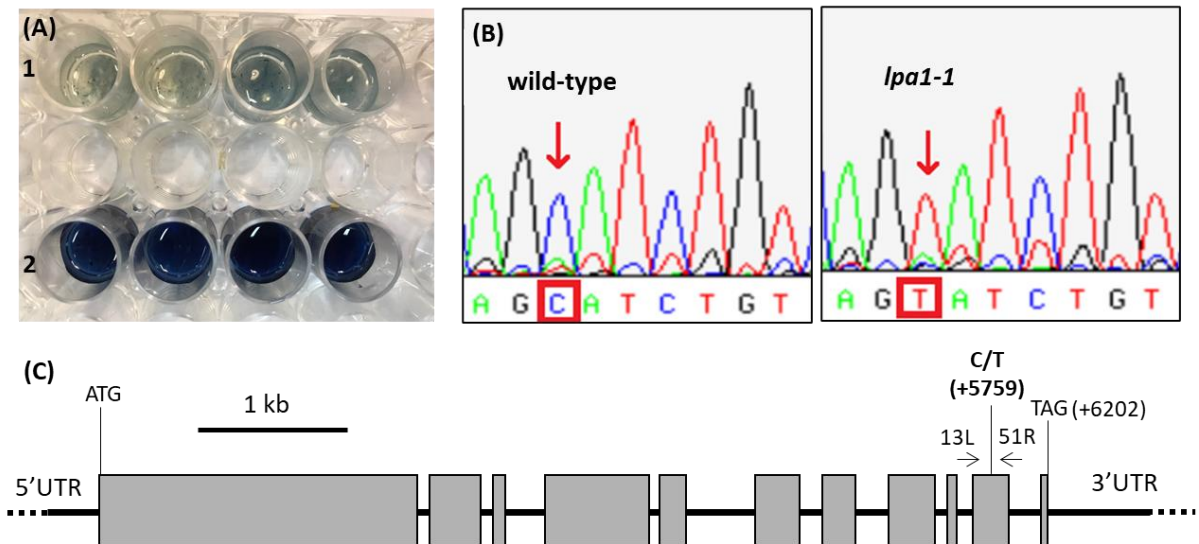 (A)
1
2
(B)
wild-type
A G C A T C T G T
lpa1-1
A G T A T C T G T
(C)
ATG
1 kb
C/T
(+5759)
TAG (+6202)
13L
51R
5’UTR
3’UTR